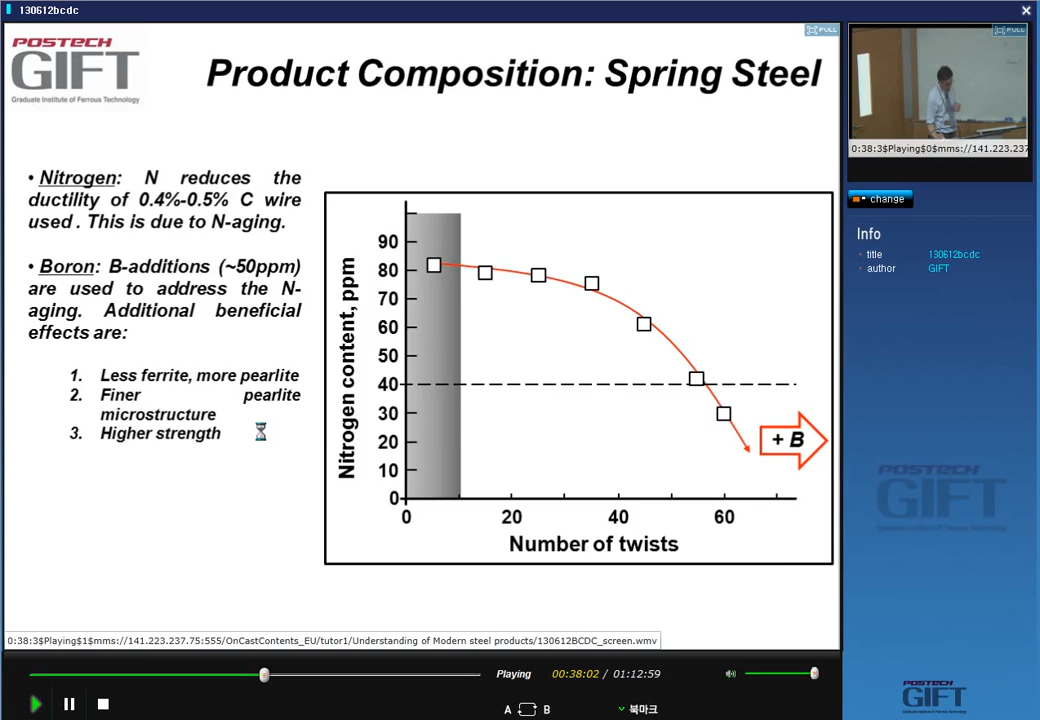 130612bcdc
POSTECH
GIFT
Graduate Institute of Ferrous Technology
Product Composition: Spring Steel
FULL
FULL
0:38:3$Playing$0$mms://141.223.237
change
Info
• title 130612bcdc
• author GIFT
• Nitrogen: N reduces the
ductility of 0.4%-0.5% C wire
used . This is due to N-aging.
• Boron: B-additions (~50ppm)
are used to address the N-
aging. Additional beneficial
effects are:
1. Less ferrite, more pearlite
2. Finer pearlite
microstructure
3. Higher strength
Nitrogen content, ppm
90
80
70
60
50
40
30
20
10
0
0 20 40 60
Number of twists
+ B
POSTECH
GIFT
0:38:3$Playing$1$mms://141.223.237.75:555/OnCastContents_EU/tutor1/Understanding of Modern steel products/130612BCDC_screen.wmv
Playing 00:38:02 / 01:12:59
A B 북마크
POSTECH
GIFT